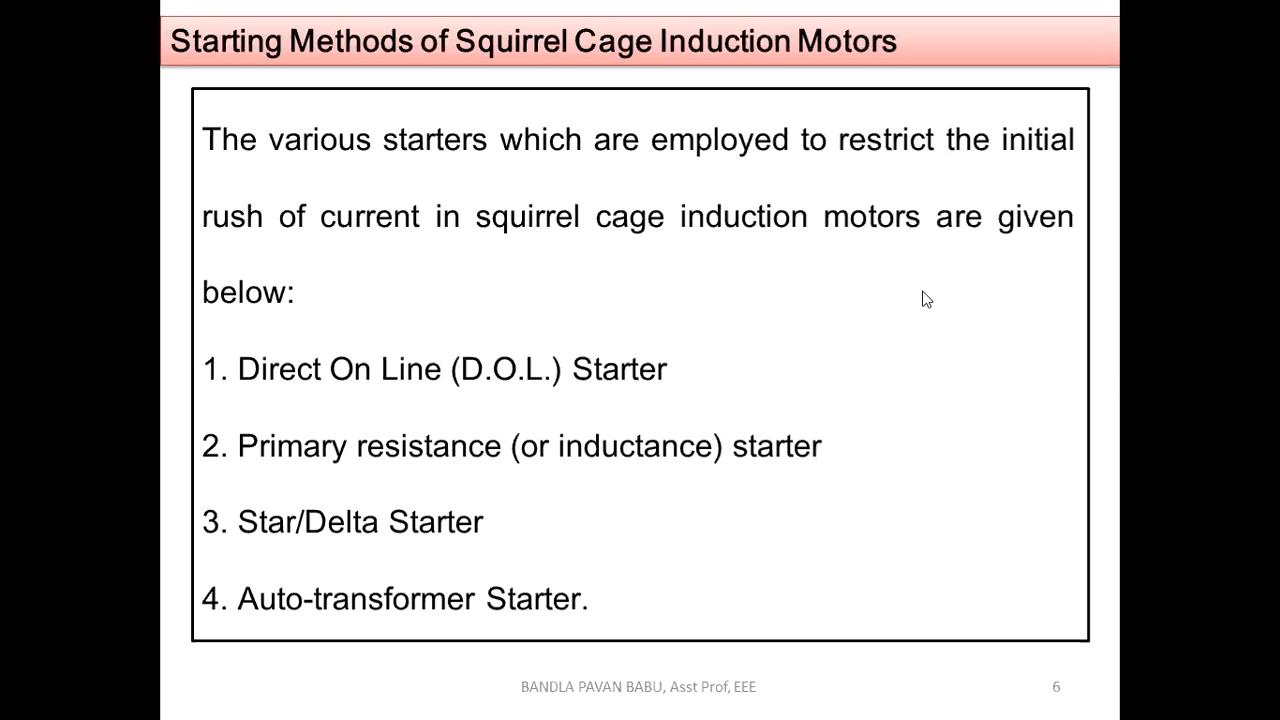 Starting Methods of Squirrel Cage Induction Motors
The various starters which are employed to restrict the initial
rush of current in squirrel cage induction motors are given
below:
1. Direct On Line (D.O.L.) Starter
2. Primary resistance (or inductance) starter
3. Star/Delta Starter
4. Auto-transformer Starter.
BANDLA PAVAN BABU, Asst Prof, EEE
6